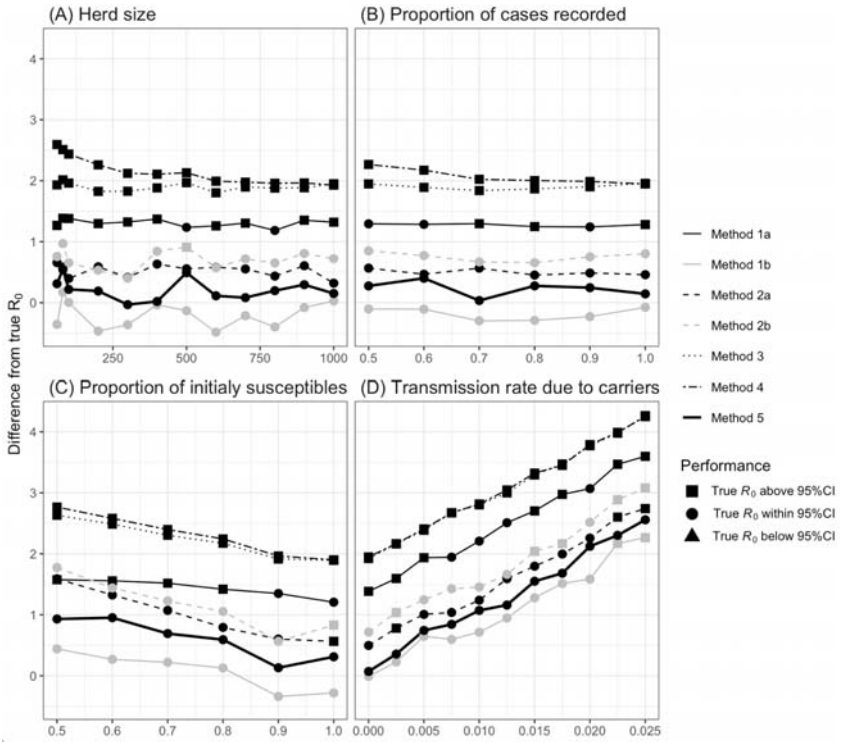 (A) Herd size
(B) Proportion of cases recorded
4
3
2
1
0
250 500 750 1000
0.5 0.6 0.7 0.8 0.9 1.0
Difference from true R0
(C) Proportion of initialy susceptibles
(D) Transmission rate due to carriers
4
3
2
1
0
0.5 0.6 0.7 0.8 0.9 1.0
0.000 0.005 0.010 0.015 0.020 0.025
Method 1a
Method 1b
Method 2a
Method 2b
Method 3
Method 4
Method 5
Performance
True R0 above 95%CI
True R0 within 95%CI
True R0 below 95%CI